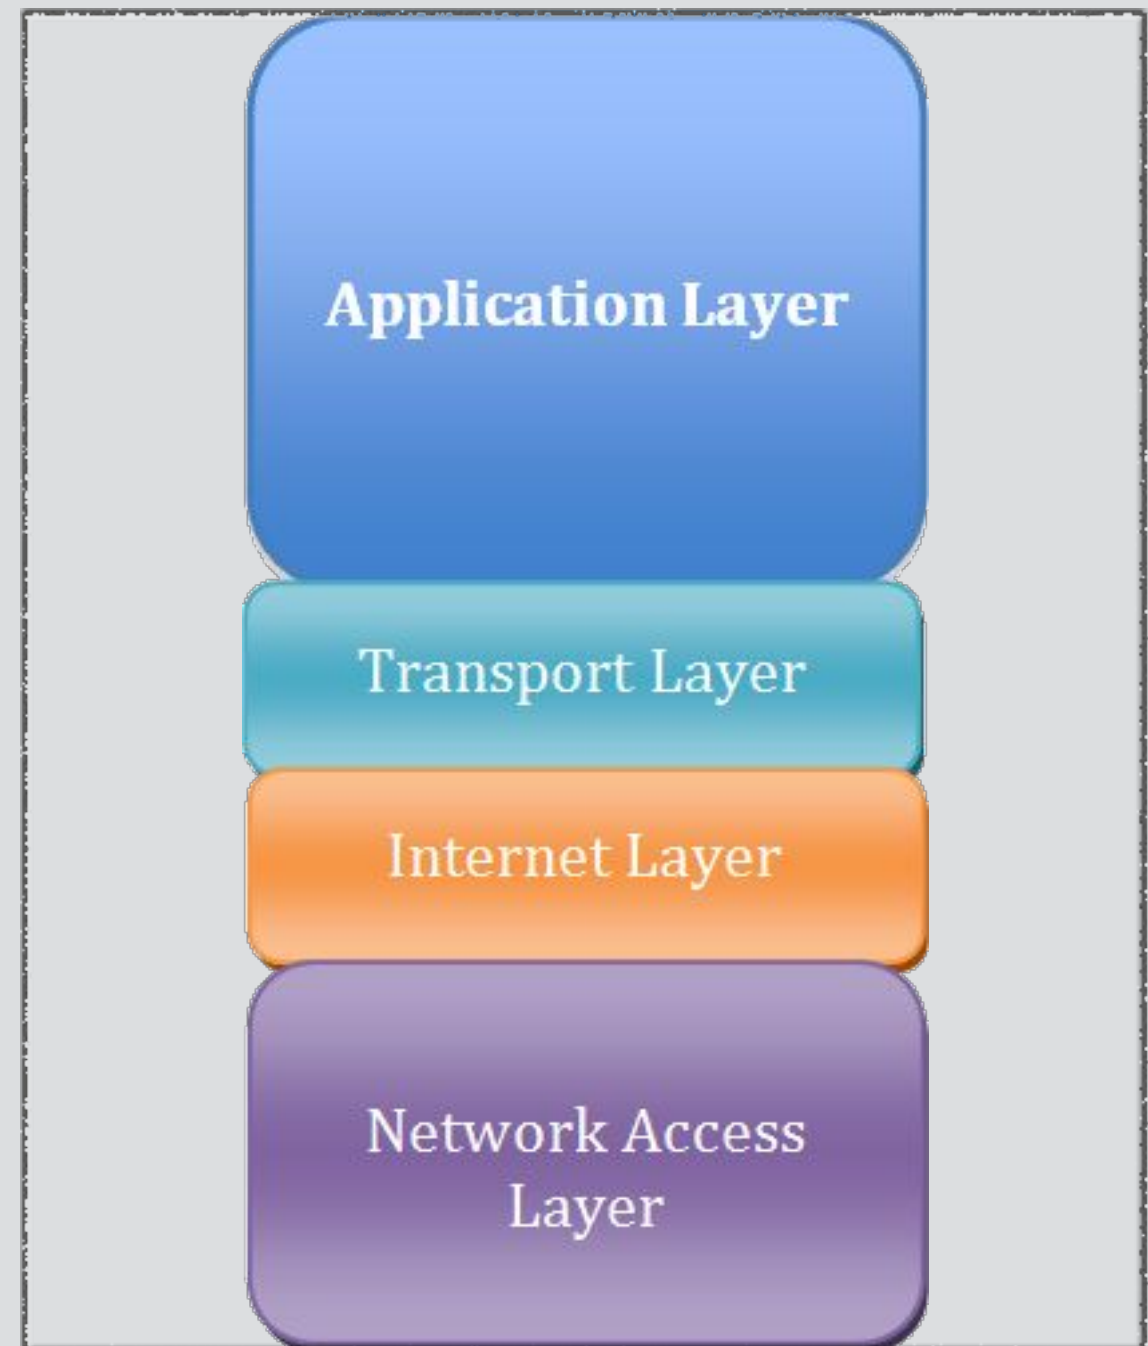 Application Layer
Transport Layer
Internet Layer
Network Access
Layer